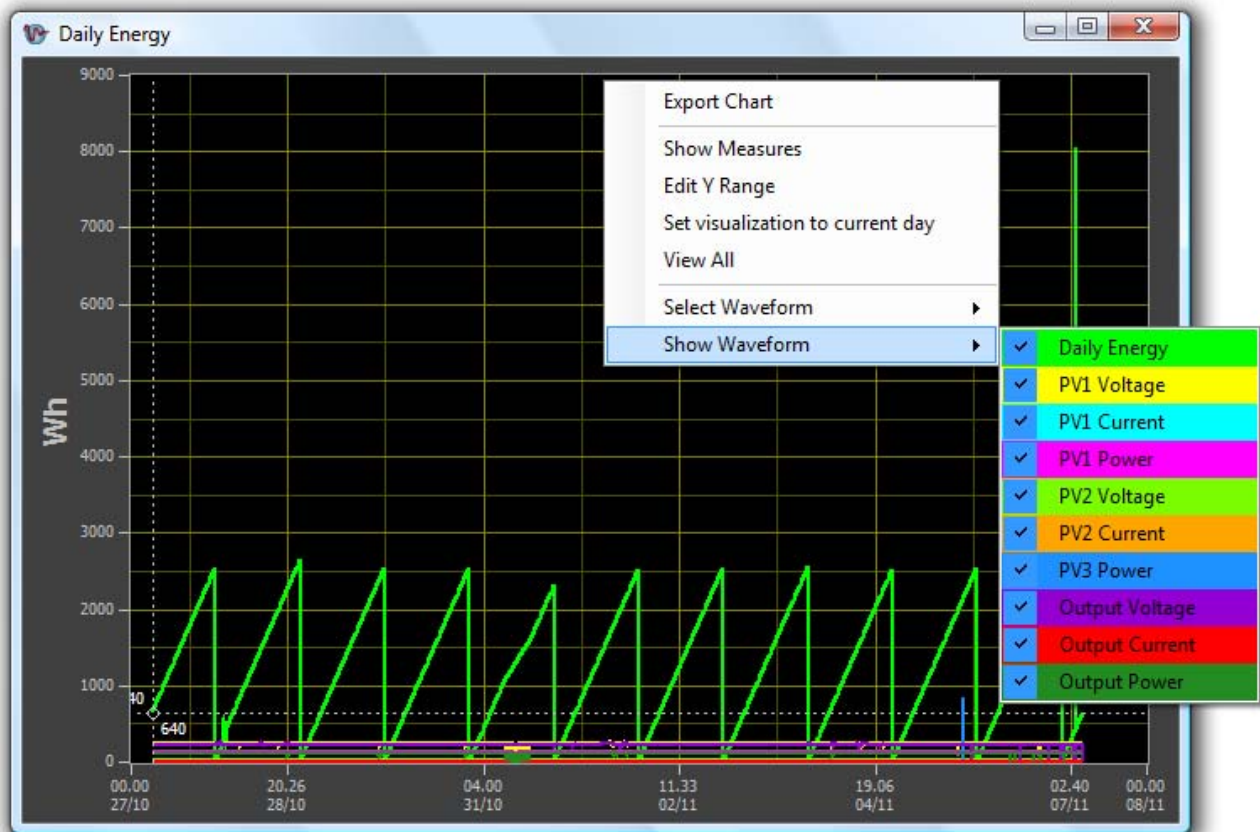 Daily Energy
9000
8000
7000
6000
5000
4000
3000
2000
1000
0
Wh
640
00.00
27/10
20.26
28/10
04.00
31/10
11.33
02/11
19.06
04/11
02.40
07/11
00.00
08/11
Export Chart
Show Measures
Edit Y Range
Set visualization to current day
View All
Select Waveform
Show Waveform
Daily Energy
PV1 Voltage
PV1 Current
PV1 Power
PV2 Voltage
PV2 Current
PV3 Power
Output Voltage
Output Current
Output Power